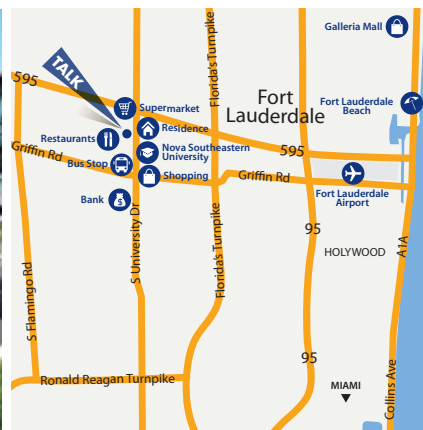 Galleria Mall
595
TALK
Florida's Turnpike
Supermarket
Fort
Lauderdale
Fort Lauderdale
Beach
Restaurants
Residence
Griffin Rd
Nova Southeastern
University
595
Bus Stop
Shopping
Griffin Rd
Fort Lauderdale
Airport
Bank
S University Dr
Florida's Turnpike
95
HOLYWOOD
A1A
S Flamingo Rd
95
Ronald Reagan Turnpike
MIAMI
Collins Ave